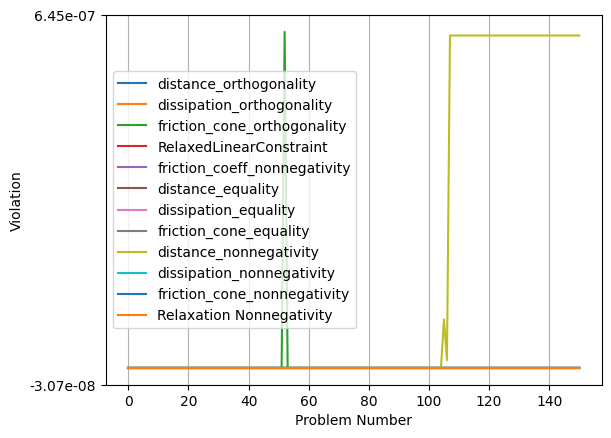 6.45e-07
Violation
distance_orthogonality
dissipation_orthogonality
friction_cone_orthogonality
RelaxedLinearConstraint
friction_coeff_nonnegativity
distance_equality
dissipation_equality
friction_cone_equality
distance_nonnegativity
dissipation_nonnegativity
friction_cone_nonnegativity
Relaxation Nonnegativity
-3.07e-08
0 20 40 60 80 100 120 140
Problem Number